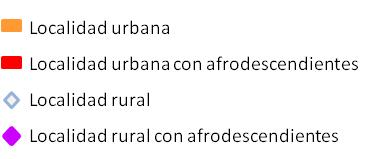 Localidad urbana
Localidad urbana con afrodescendientes
Localidad rural
Localidad rural con afrodescendientes